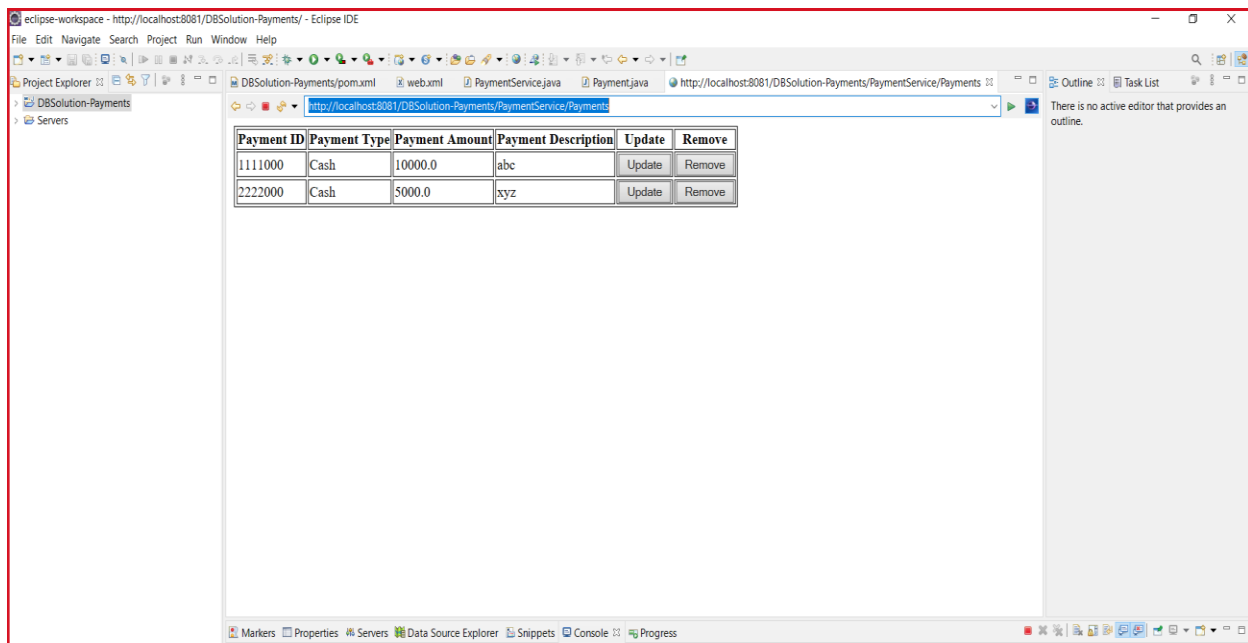 eclipse-workspace - http://localhost:8081/DBSolution-Payments/ - Eclipse IDE
File Edit Navigate Search Project Run Window Help
Project Explorer
DBSolution-Payments/pom.xml web.xml PaymentService.java Payment.java http://localhost:8081/DBSolution-Payments/PaymentService/Payments
Outline Task List
DBSolution-Payments
Servers
http://localhost:8081/DBSolution-Payments/PaymentService/Payments
There is no active editor that provides an
outline.
Payment ID Payment Type Payment Amount Payment Description Update Remove
1111000 Cash 10000.0 abc Update Remove
2222000 Cash 5000.0 xyz Update Remove
Markers Properties Servers Data Source Explorer Snippets Console Progress